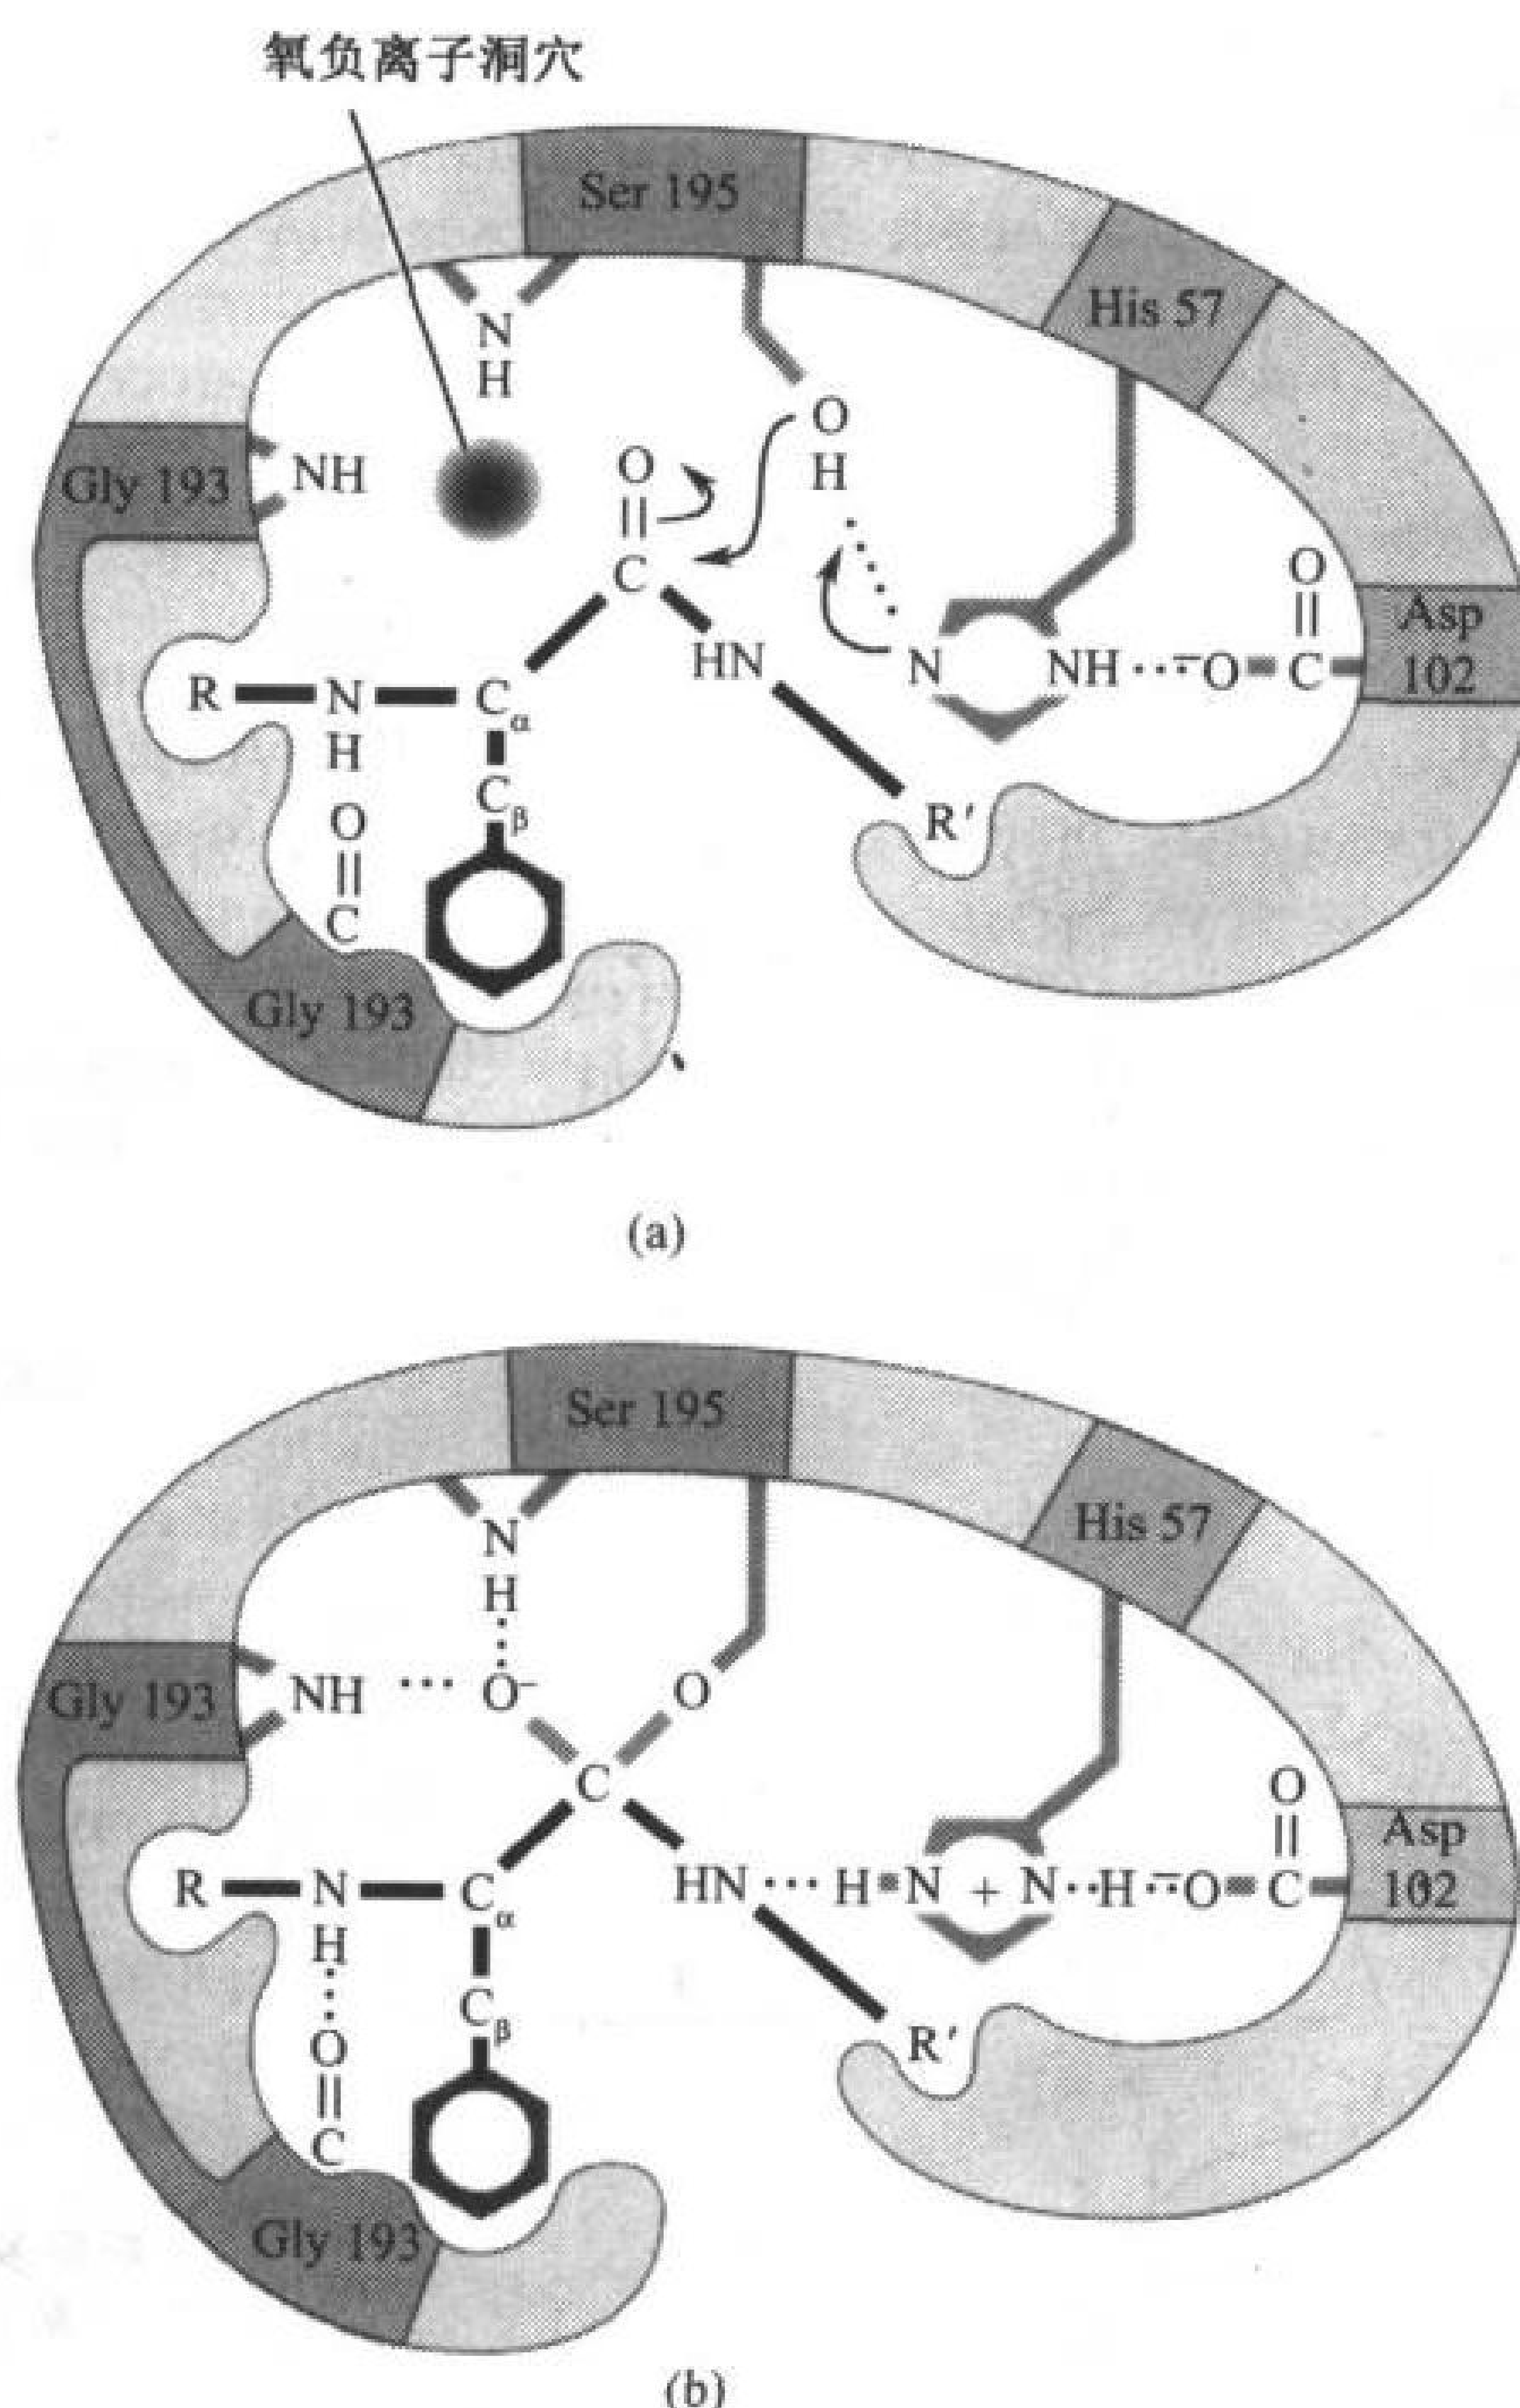 氧负离子洞穴
Ser 195
His 57
N
H
O
H
Gly 193
NH
O
C
O
Asp
102
C
O⁻
NH
N
HN
R
N
H
Cα
Cβ
R′
O
C
Gly 193
(a)
Ser 195
His 57
N
H
Gly 193
NH
O⁻
O
C
O
Asp
102
R
N
H
Cα
HN
H
N
+
N
H
⁻O
C
Cβ
O
C
R′
Gly 193
(b)